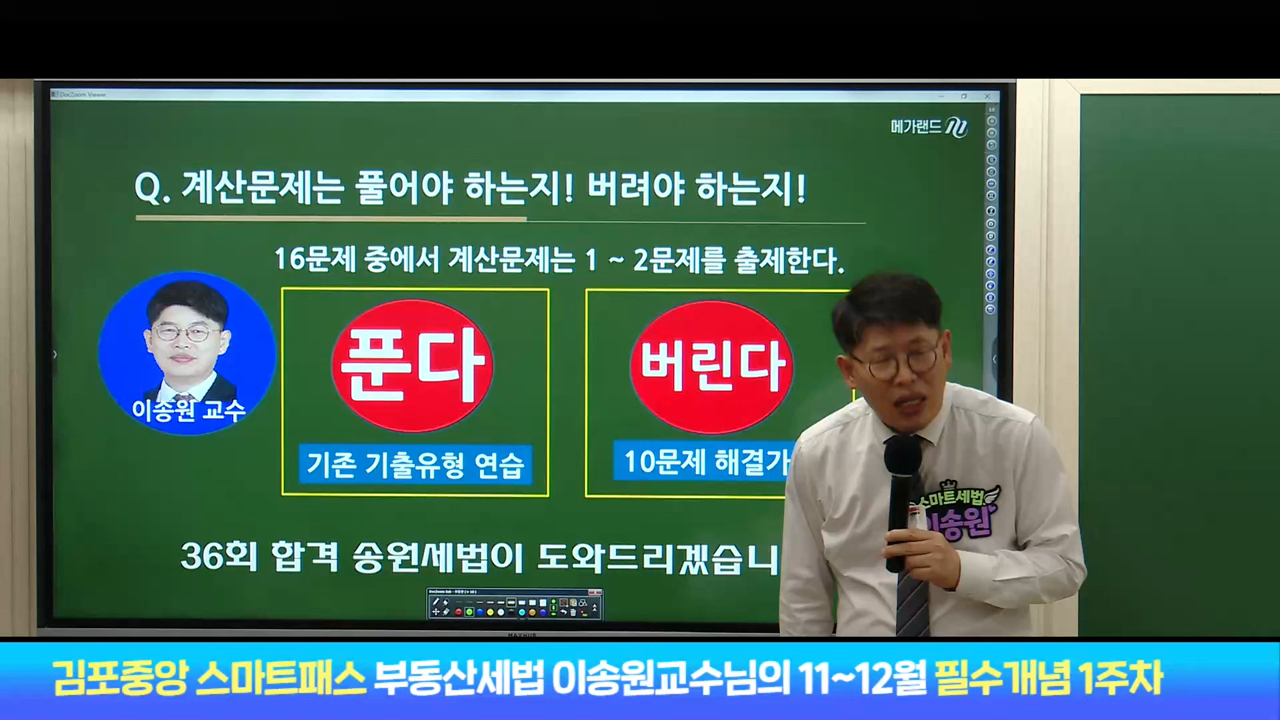 DocZoom Viewer
메가랜드
Q. 계산문제는 풀어야 하는지! 버려야 하는지!
16문제 중에서 계산문제는 1 ~ 2문제를 출제한다.
푼다
버린다
이송원 교수
기존 기출유형 연습
10문제 해결가
스마트세법
이송원
36회 합격 송원세법이 도와드리겠습니
MAXHUB
김포중앙 스마트패스 부동산세법 이송원교수님의 11~12월 필수개념 1주차